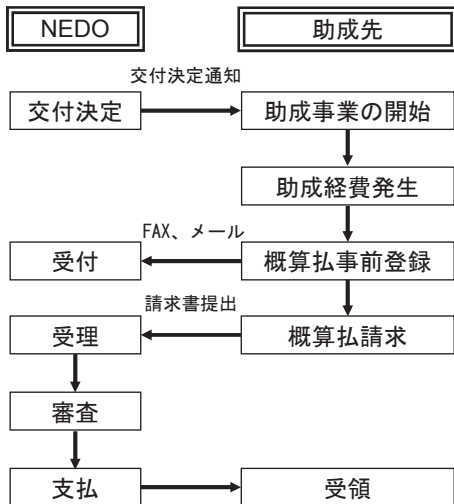 NEDO 助成先
交付決定通知
交付決定 助成事業の開始
助成経費発生
FAX、メール
受付 概算払事前登録
請求書提出
受理 概算払請求
審査
支払 受領